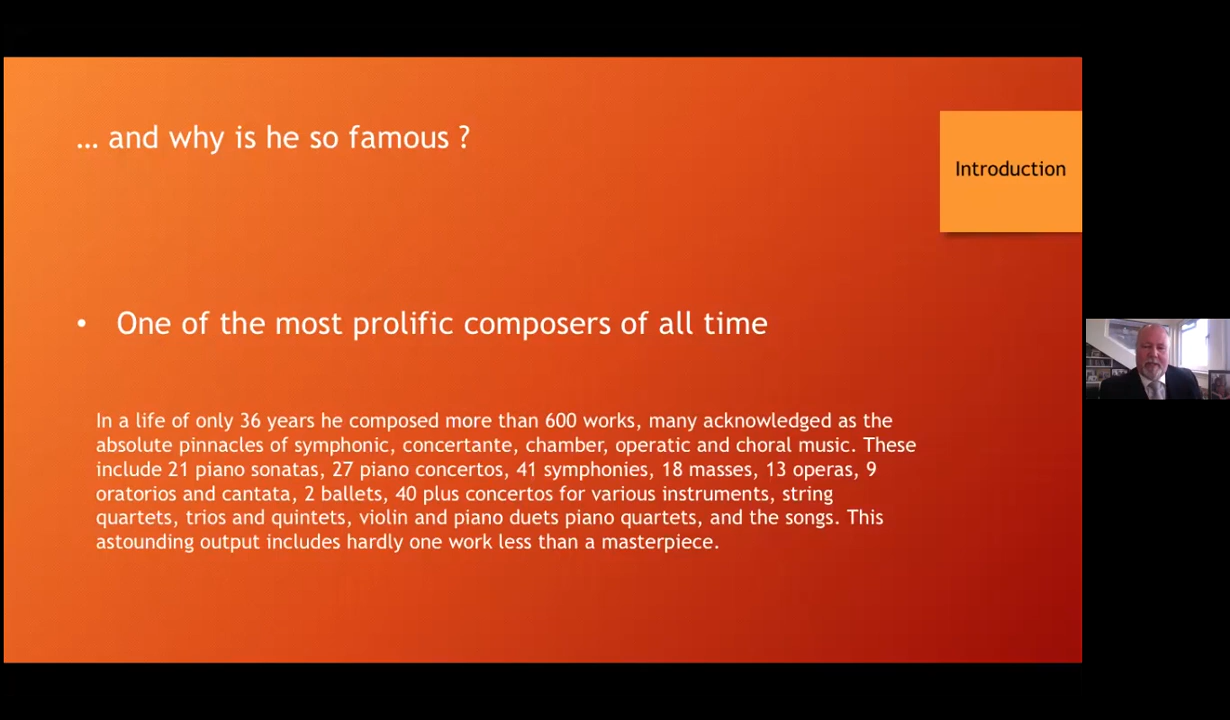 … and why is he so famous ?
Introduction
• One of the most prolific composers of all time
In a life of only 36 years he composed more than 600 works, many acknowledged as the
absolute pinnacles of symphonic, concertante, chamber, operatic and choral music. These
include 21 piano sonatas, 27 piano concertos, 41 symphonies, 18 masses, 13 operas, 9
oratorios and cantata, 2 ballets, 40 plus concertos for various instruments, string
quartets, trios and quintets, violin and piano duets piano quartets, and the songs. This
astounding output includes hardly one work less than a masterpiece.